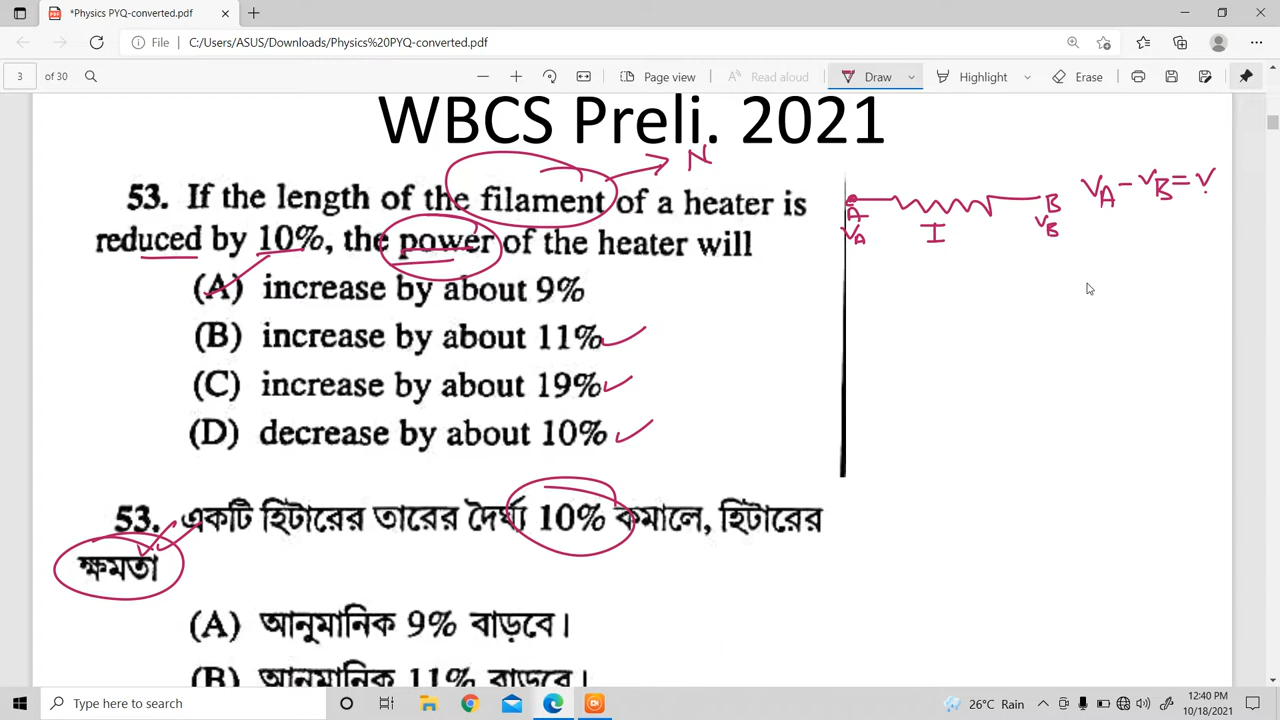 *Physics PYQ-converted.pdf
File
C:/Users/ASUS/Downloads/Physics%20PYQ-converted.pdf
3 of 30
Page view
Read aloud
Draw
Highlight
Erase
WBCS Preli. 2021
N
53. If the length of the filament of a heater is
reduced by 10%, the power of the heater will
(A) increase by about 9%
(B) increase by about 11%
(C) increase by about 19%
(D) decrease by about 10%
A
VA
I
B
VB
VA - VB = V
53. একটি হিটারের তারের দৈর্ঘ্য 10% কমালে, হিটারের
ক্ষমতা
(A) আনুমানিক 9% বাড়বে।
(B) আনুমানিক 11% বাড়বে।
Type here to search
26°C Rain
ENG
12:40 PM
10/18/2021